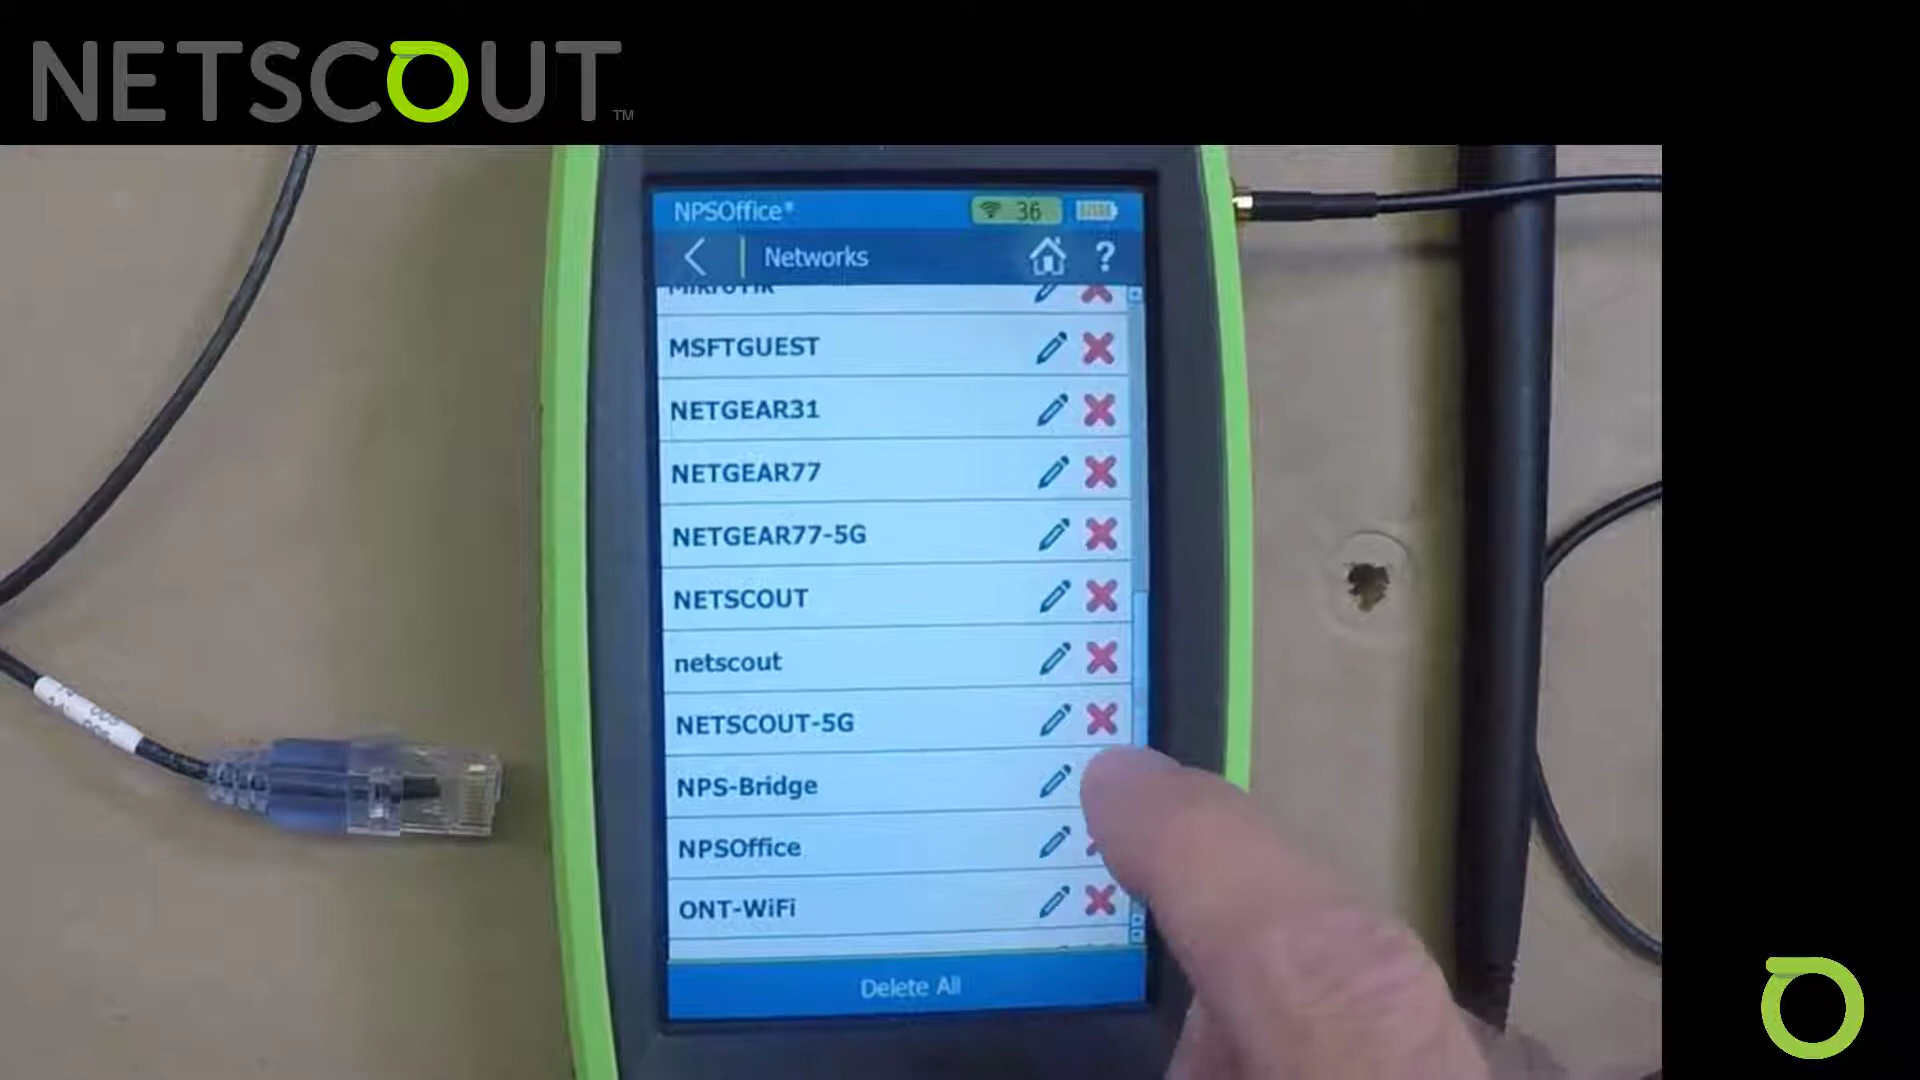 NETSCOUT™
NPSOffice*
36
Networks
?
MSFTGUEST
NETGEAR31
NETGEAR77
NETGEAR77-5G
NETSCOUT
netscout
NETSCOUT-5G
NPS-Bridge
NPSOffice
ONT-WiFi
Delete All